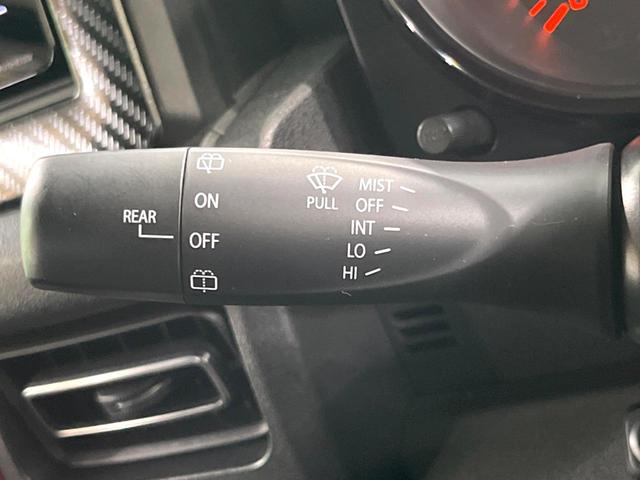 REAR
ON
OFF
PULL
MIST
OFF
INT
LO
HI